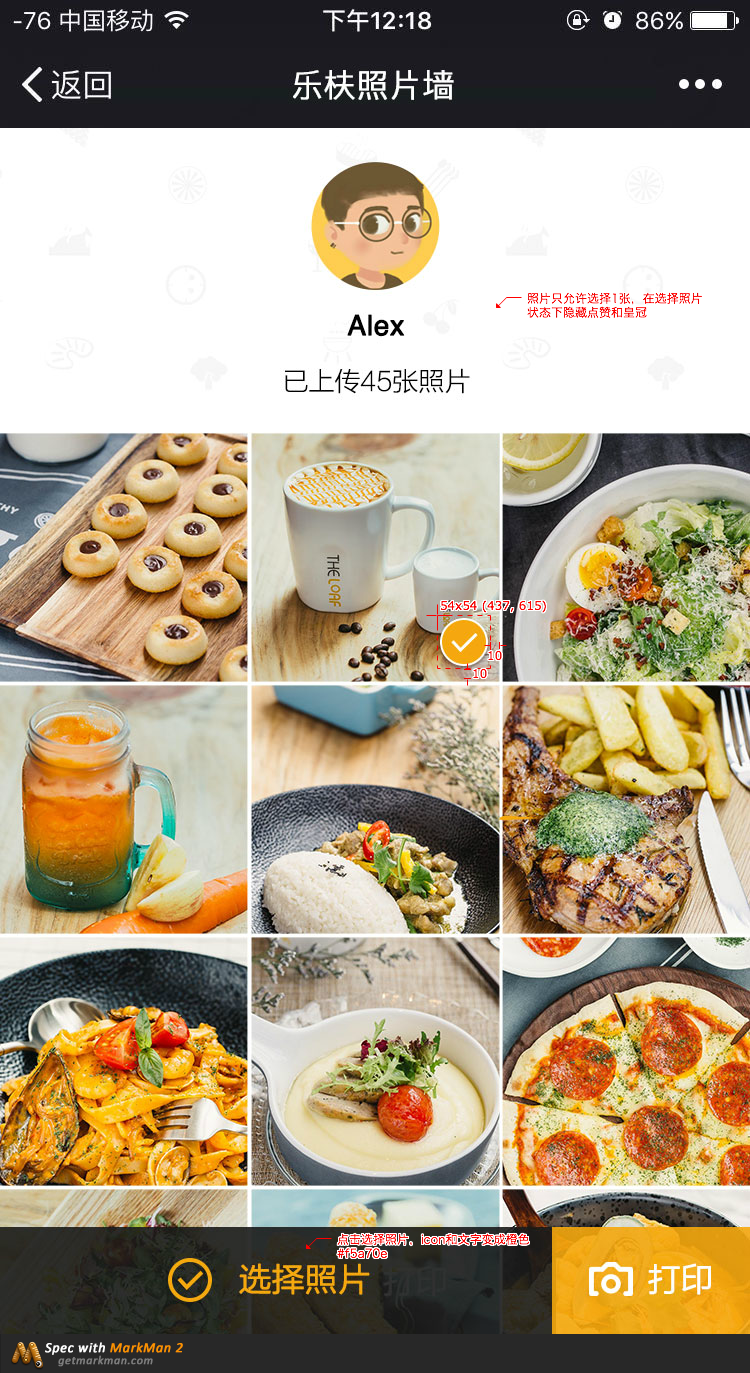 -76 中国移动 下午12:18 86%
返回 乐枎照片墙
Alex
照片只允许选择1张，在选择照片
状态下隐藏点赞和皇冠
已上传45张照片
THE LOAF
54x54 (437, 615)
10
10
点击选择照片，icon和文字变成橙色
#f5a70e
选择照片 打印
Spec with MarkMan 2
getmarkman.com